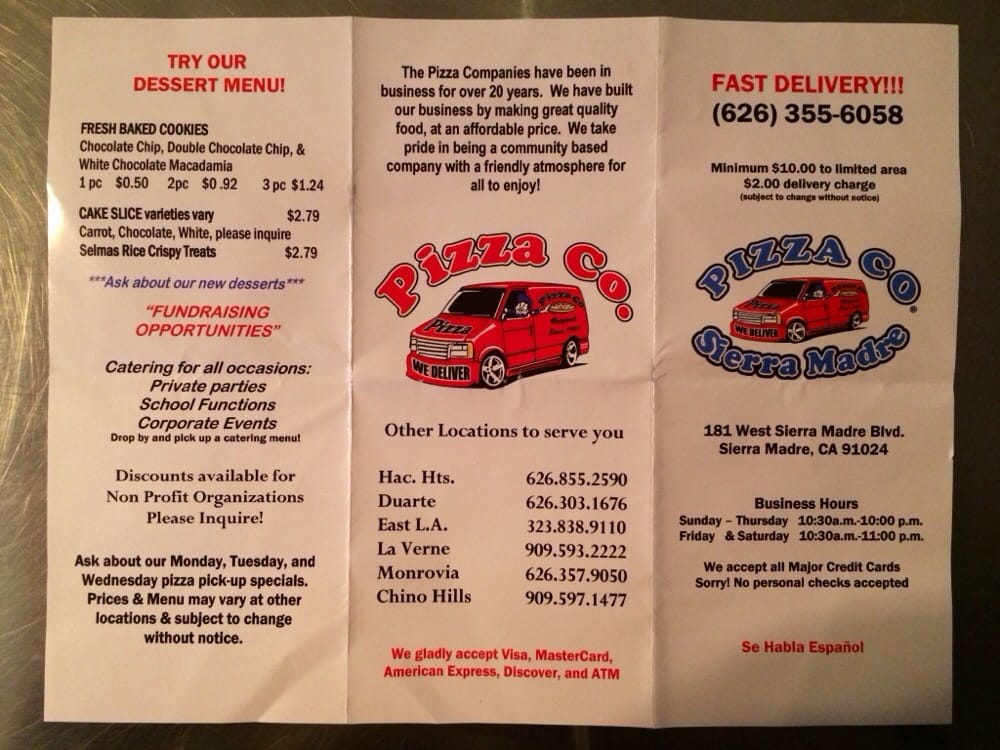 TRY OUR
DESSERT MENU!
FRESH BAKED COOKIES
Chocolate Chip, Double Chocolate Chip, &
White Chocolate Macadamia
1 pc $0.50 2pc $0.92 3 pc $1.24
CAKE SLICE varieties vary $2.79
Carrot, Chocolate, White, please inquire
Selmas Rice Crispy Treats $2.79
***Ask about our new desserts***
"FUNDRAISING
OPPORTUNITIES"
Catering for all occasions:
Private parties
School Functions
Corporate Events
Drop by and pick up a catering menu!
Discounts available for
Non Profit Organizations
Please Inquire!
Ask about our Monday, Tuesday, and
Wednesday pizza pick-up specials.
Prices & Menu may vary at other
locations & subject to change
without notice.
The Pizza Companies have been in
business for over 20 years. We have built
our business by making great quality
food, at an affordable price. We take
pride in being a community based
company with a friendly atmosphere for
all to enjoy!
Pizza Co.
Pizza Co
Original
Pizza
WE DELIVER
Other Locations to serve you
Hac. Hts. 626.855.2590
Duarte 626.303.1676
East L.A. 323.838.9110
La Verne 909.593.2222
Monrovia 626.357.9050
Chino Hills 909.597.1477
We gladly accept Visa, MasterCard,
American Express, Discover, and ATM
FAST DELIVERY!!!
(626) 355-6058
Minimum $10.00 to limited area
$2.00 delivery charge
(subject to change without notice)
PIZZA CO
Pizza
WE DELIVER
®
Sierra Madre
181 West Sierra Madre Blvd.
Sierra Madre, CA 91024
Business Hours
Sunday – Thursday 10:30a.m.-10:00 p.m.
Friday & Saturday 10:30a.m.-11:00 p.m.
We accept all Major Credit Cards
Sorry! No personal checks accepted
Se Habla Español